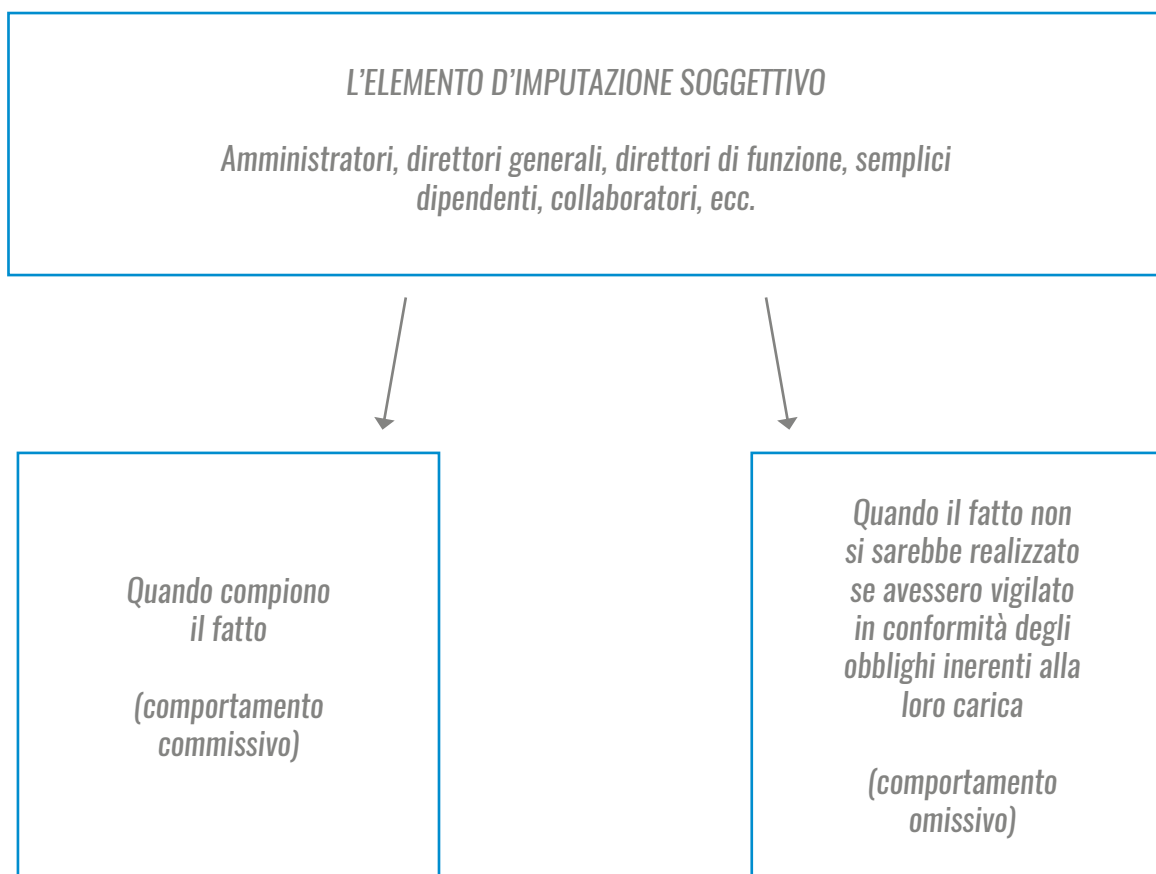 L’ELEMENTO D’IMPUTAZIONE SOGGETTIVO
Amministratori, direttori generali, direttori di funzione, semplici
dipendenti, collaboratori, ecc.
Quando compiono
il fatto
(comportamento
commissivo)
Quando il fatto non
si sarebbe realizzato
se avessero vigilato
in conformità degli
obblighi inerenti alla
loro carica
(comportamento
omissivo)